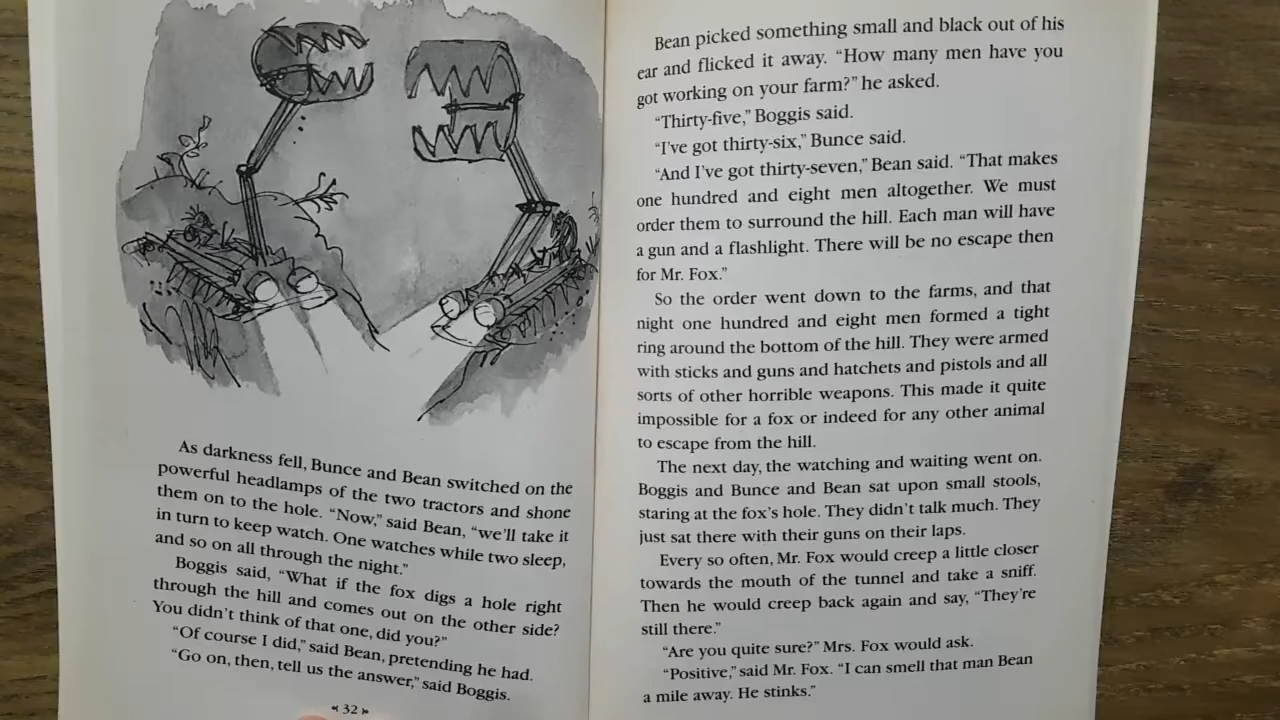 As darkness fell, Bunce and Bean switched on the
powerful headlamps of the two tractors and shone
them on to the hole. “Now,” said Bean, “we’ll take it
in turn to keep watch. One watches while two sleep,
and so on all through the night.”
Boggis said, “What if the fox digs a hole right
through the hill and comes out on the other side?
You didn’t think of that one, did you?”
“Of course I did,” said Bean, pretending he had.
“Go on, then, tell us the answer,” said Boggis.
32
Bean picked something small and black out of his
ear and flicked it away. “How many men have you
got working on your farm?” he asked.
“Thirty-five,” Boggis said.
“I’ve got thirty-six,” Bunce said.
“And I’ve got thirty-seven,” Bean said. “That makes
one hundred and eight men altogether. We must
order them to surround the hill. Each man will have
a gun and a flashlight. There will be no escape then
for Mr. Fox.”
So the order went down to the farms, and that
night one hundred and eight men formed a tight
ring around the bottom of the hill. They were armed
with sticks and guns and hatchets and pistols and all
sorts of other horrible weapons. This made it quite
impossible for a fox or indeed for any other animal
to escape from the hill.
The next day, the watching and waiting went on.
Boggis and Bunce and Bean sat upon small stools,
staring at the fox’s hole. They didn’t talk much. They
just sat there with their guns on their laps.
Every so often, Mr. Fox would creep a little closer
towards the mouth of the tunnel and take a sniff.
Then he would creep back again and say, “They’re
still there.”
“Are you quite sure?” Mrs. Fox would ask.
“Positive,” said Mr. Fox. “I can smell that man Bean
a mile away. He stinks.”